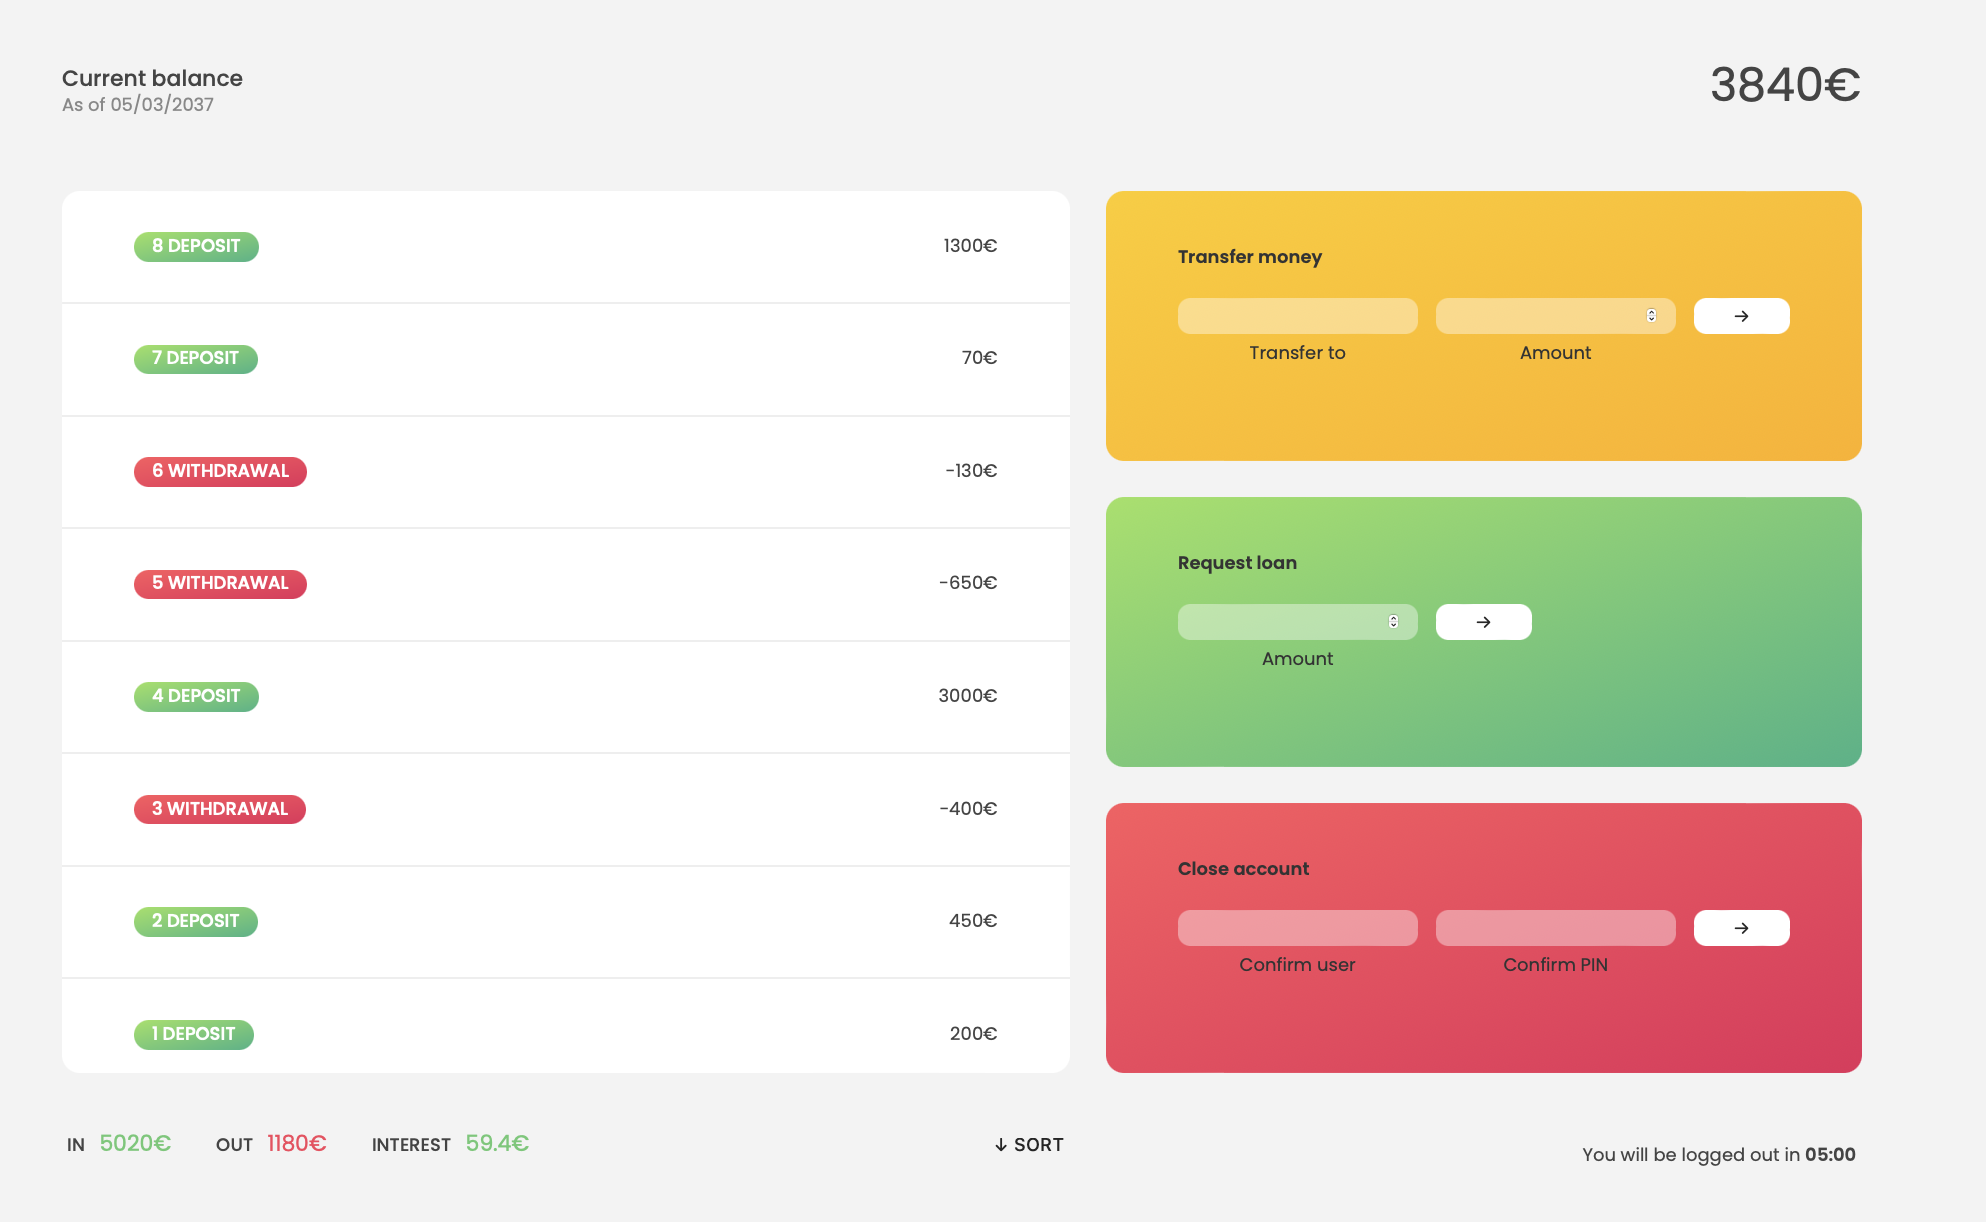 Current balance
As of 05/03/2037
3840€
8 DEPOSIT 1300€
7 DEPOSIT 70€
6 WITHDRAWAL -130€
5 WITHDRAWAL -650€
4 DEPOSIT 3000€
3 WITHDRAWAL -400€
2 DEPOSIT 450€
1 DEPOSIT 200€
IN 5020€ OUT 1180€ INTEREST 59.4€ ↓ SORT
Transfer money
→
Transfer to Amount
Request loan
→
Amount
Close account
→
Confirm user Confirm PIN
You will be logged out in 05:00